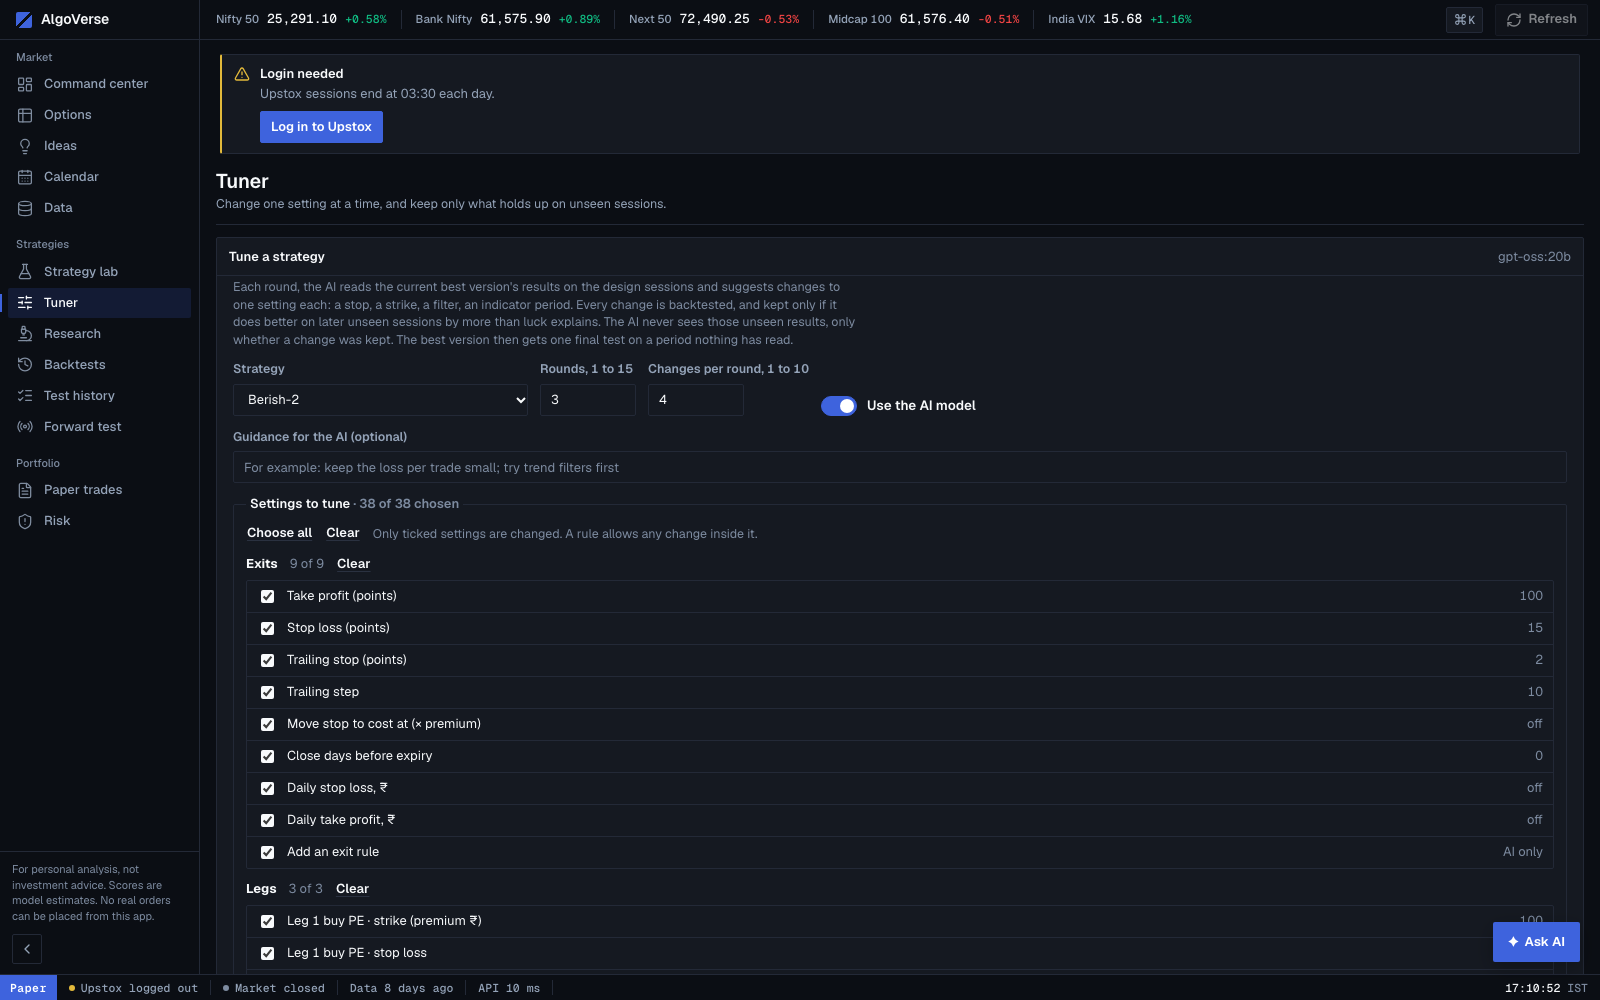 AlgoVerse
Nifty 50 25,291.10 +0.58%
Bank Nifty 61,575.90 +0.89%
Next 50 72,490.25 -0.53%
Midcap 100 61,576.40 -0.51%
India VIX 15.68 +1.16%
⌘K
Refresh
Market
Command center
Options
Ideas
Calendar
Data
Strategies
Strategy lab
Tuner
Research
Backtests
Test history
Forward test
Portfolio
Paper trades
Risk
For personal analysis, not
investment advice. Scores are
model estimates. No real orders
can be placed from this app.
Login needed
Upstox sessions end at 03:30 each day.
Log in to Upstox
Tuner
Change one setting at a time, and keep only what holds up on unseen sessions.
Tune a strategy
gpt-oss:20b
Each round, the AI reads the current best version's results on the design sessions and suggests changes to
one setting each: a stop, a strike, a filter, an indicator period. Every change is backtested, and kept only if it
does better on later unseen sessions by more than luck explains. The AI never sees those unseen results, only
whether a change was kept. The best version then gets one final test on a period nothing has read.
Strategy
Rounds, 1 to 15
Changes per round, 1 to 10
Berish-2
3
4
Use the AI model
Guidance for the AI (optional)
For example: keep the loss per trade small; try trend filters first
Settings to tune · 38 of 38 chosen
Choose all Clear Only ticked settings are changed. A rule allows any change inside it.
Exits 9 of 9 Clear
Take profit (points) 100
Stop loss (points) 15
Trailing stop (points) 2
Trailing step 10
Move stop to cost at (× premium) off
Close days before expiry 0
Daily stop loss, ₹ off
Daily take profit, ₹ off
Add an exit rule AI only
Legs 3 of 3 Clear
Leg 1 buy PE · strike (premium ₹) 100
Leg 1 buy PE · stop loss
Ask AI
Paper
Upstox logged out
Market closed
Data 8 days ago
API 10 ms
17:10:52 IST